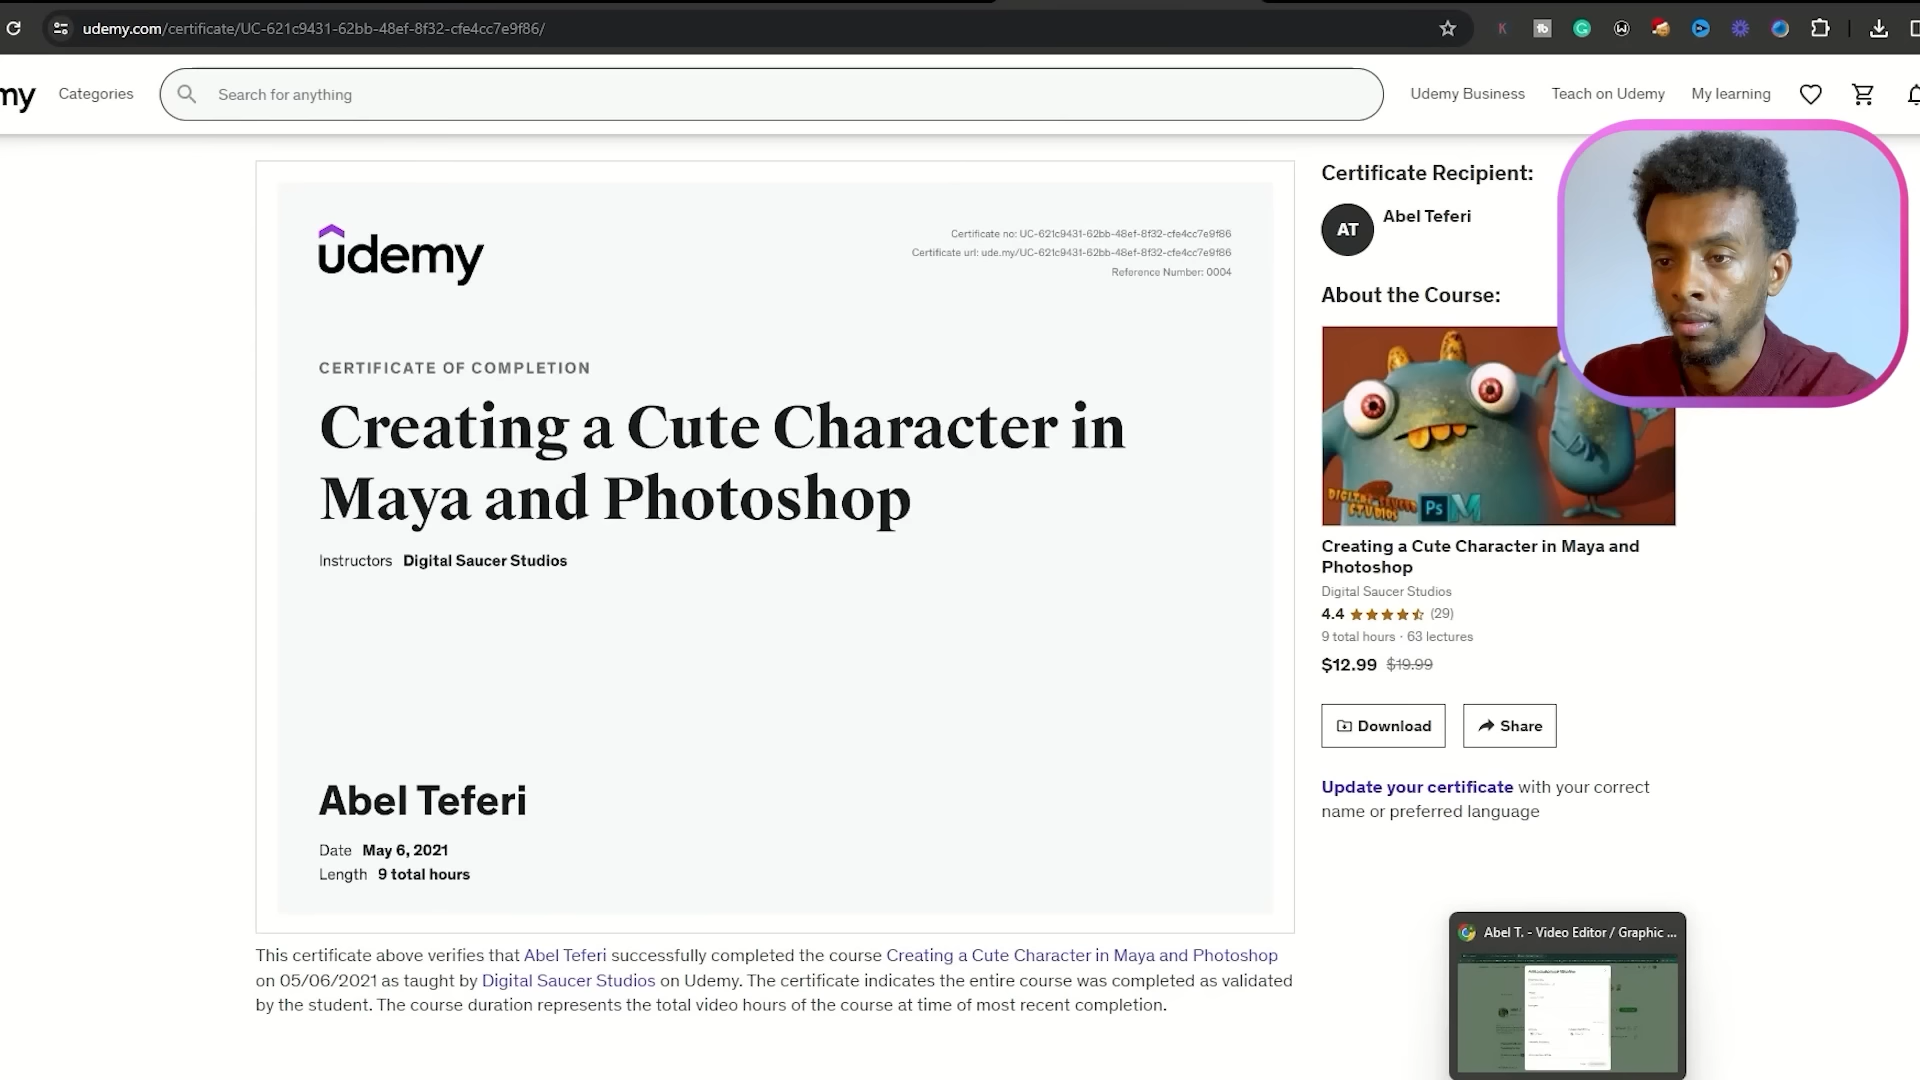 udemy.com/certificate/UC-621c9431-62bb-48ef-8f32-cfe4cc7e9f86/
my Categories Search for anything Udemy Business Teach on Udemy My learning
udemy
Certificate no: UC-621c9431-62bb-48ef-8f32-cfe4cc7e9f86
Certificate url: ude.my/UC-621c9431-62bb-48ef-8f32-cfe4cc7e9f86
Reference Number: 0004
CERTIFICATE OF COMPLETION
Creating a Cute Character in
Maya and Photoshop
Instructors Digital Saucer Studios
Abel Teferi
Date May 6, 2021
Length 9 total hours
This certificate above verifies that Abel Teferi successfully completed the course Creating a Cute Character in Maya and Photoshop
on 05/06/2021 as taught by Digital Saucer Studios on Udemy. The certificate indicates the entire course was completed as validated
by the student. The course duration represents the total video hours of the course at time of most recent completion.
Certificate Recipient:
AT Abel Teferi
About the Course:
DIGITAL SAUCER
STUDIOS
Ps
M
Creating a Cute Character in Maya and
Photoshop
Digital Saucer Studios
4.4 (29)
9 total hours · 63 lectures
$12.99 $19.99
Download Share
Update your certificate with your correct
name or preferred language
Abel T. - Video Editor / Graphic ...